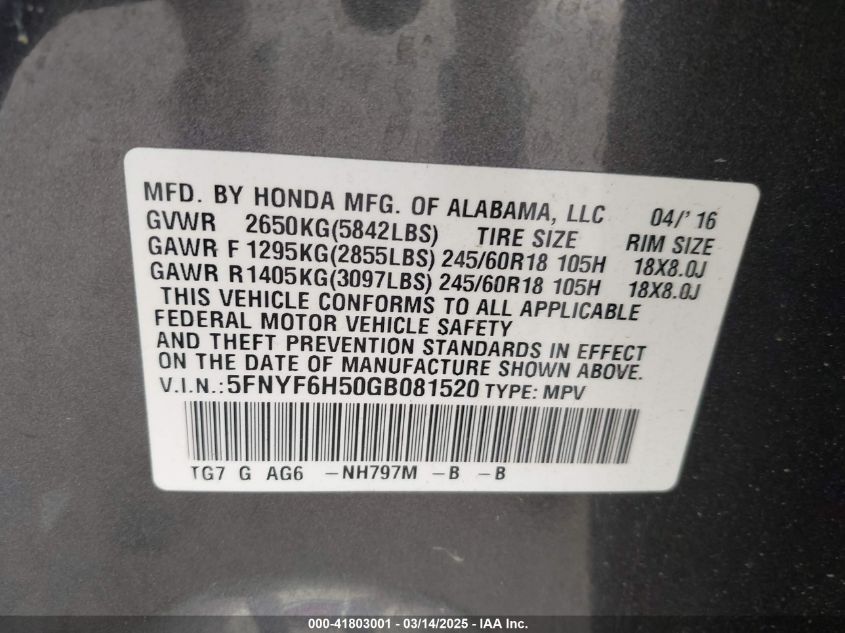 MFD. BY HONDA MFG. OF ALABAMA, LLC 04/'16
GVWR 2650KG(5842LBS) TIRE SIZE RIM SIZE
GAWR F 1295KG(2855LBS) 245/60R18 105H 18X8.0J
GAWR R1405KG(3097LBS) 245/60R18 105H 18X8.0J
THIS VEHICLE CONFORMS TO ALL APPLICABLE
FEDERAL MOTOR VEHICLE SAFETY
AND THEFT PREVENTION STANDARDS IN EFFECT
ON THE DATE OF MANUFACTURE SHOWN ABOVE.
V.I.N.:5FNYF6H50GB081520 TYPE: MPV
TG7 G AG6 -NH797M -B -B
000-41803001 | 03/14/2025 | IAA Inc.